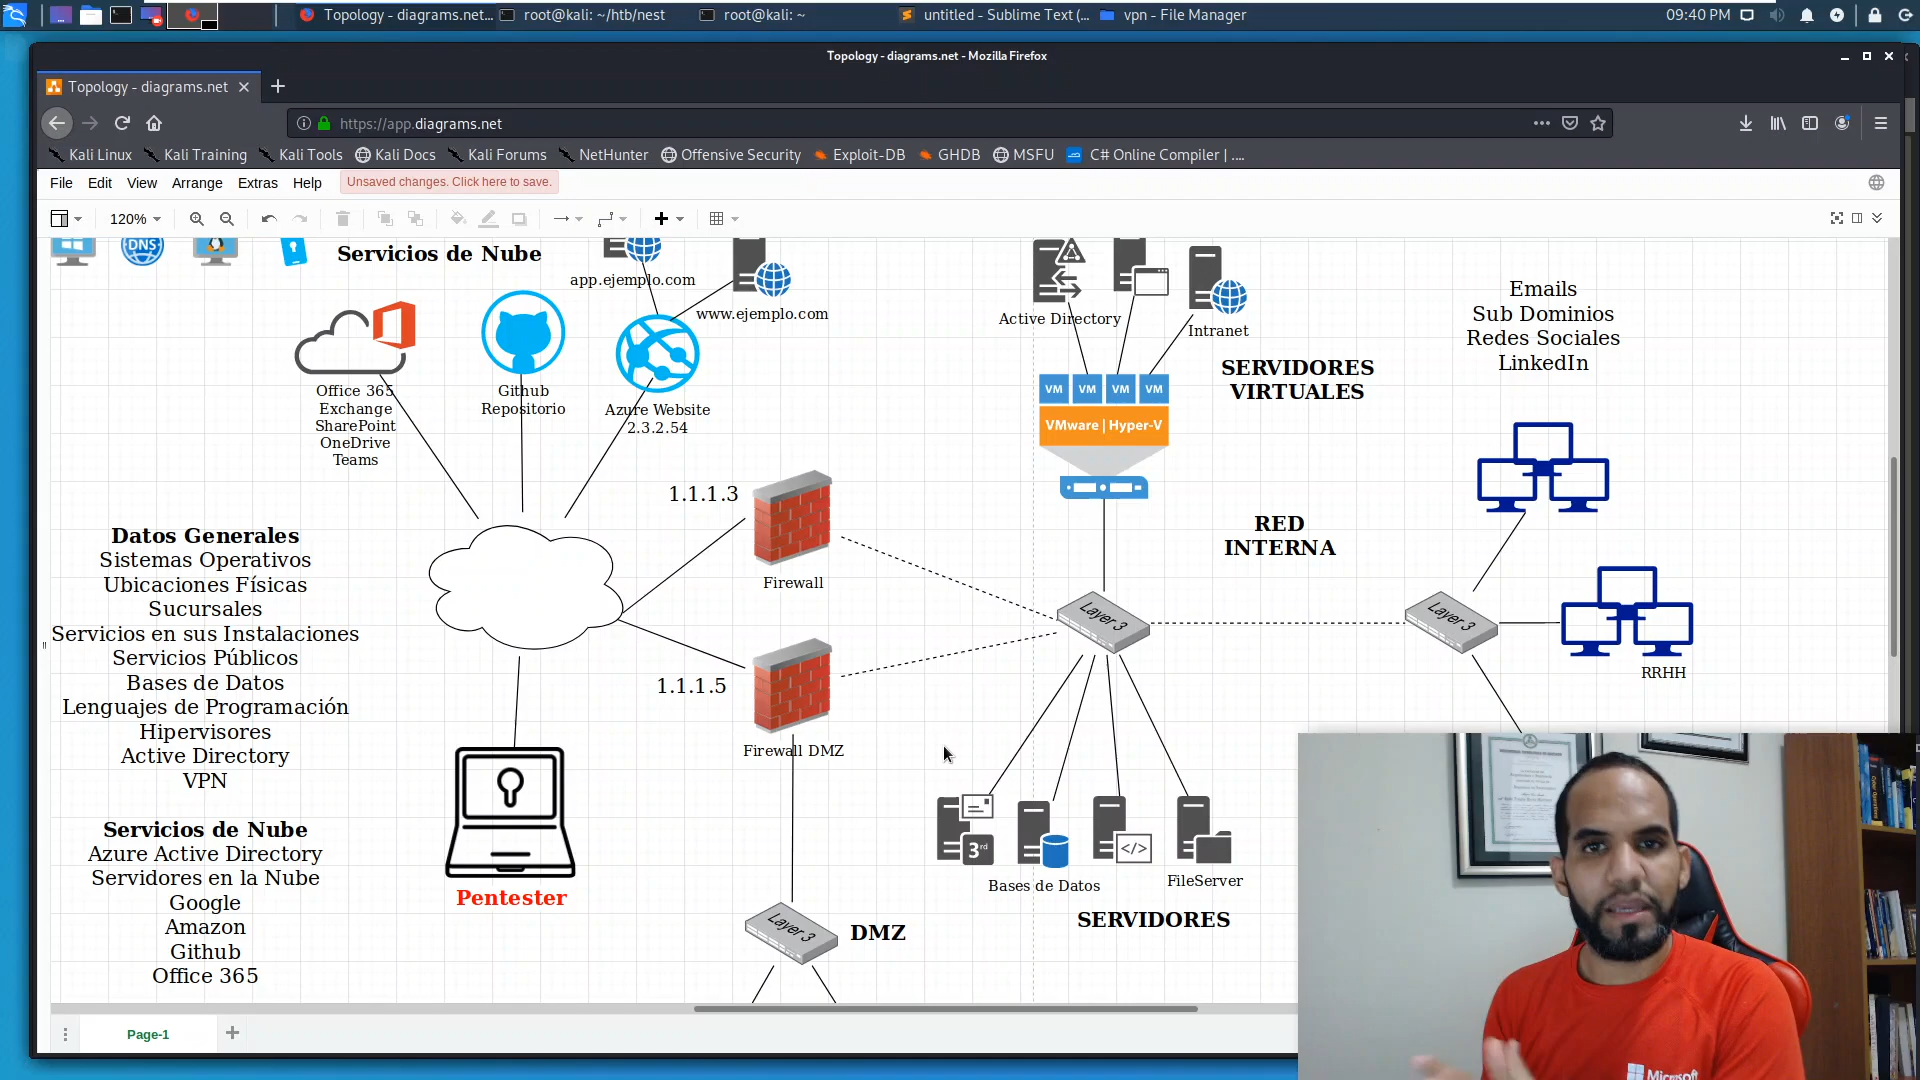 Topology - diagrams.net...
root@kali: ~/htb/nest
root@kali: ~
untitled - Sublime Text (...
vpn - File Manager
09:40 PM
Topology - diagrams.net - Mozilla Firefox
Topology - diagrams.net
https://app.diagrams.net
Kali Linux
Kali Training
Kali Tools
Kali Docs
Kali Forums
NetHunter
Offensive Security
Exploit-DB
GHDB
MSFU
C# Online Compiler | ....
File
Edit
View
Arrange
Extras
Help
Unsaved changes. Click here to save.
120%
DNS
Servicios de Nube
app.ejemplo.com
www.ejemplo.com
Office 365
Exchange
SharePoint
OneDrive
Teams
Github
Repositorio
Azure Website
2.3.2.54
Active Directory
Intranet
SERVIDORES
VIRTUALES
VM
VM
VM
VM
VMware | Hyper-V
Emails
Sub Dominios
Redes Sociales
LinkedIn
1.1.1.3
Firewall
1.1.1.5
Firewall DMZ
RED
INTERNA
Layer 3
Layer 3
RRHH
Datos Generales
Sistemas Operativos
Ubicaciones Físicas
Sucursales
Servicios en sus Instalaciones
Servicios Públicos
Bases de Datos
Lenguajes de Programación
Hipervisores
Active Directory
VPN
Servicios de Nube
Azure Active Directory
Servidores en la Nube
Google
Amazon
Github
Office 365
Pentester
Layer 3
DMZ
3rd
</>
Bases de Datos
FileServer
SERVIDORES
Page-1
Microsoft